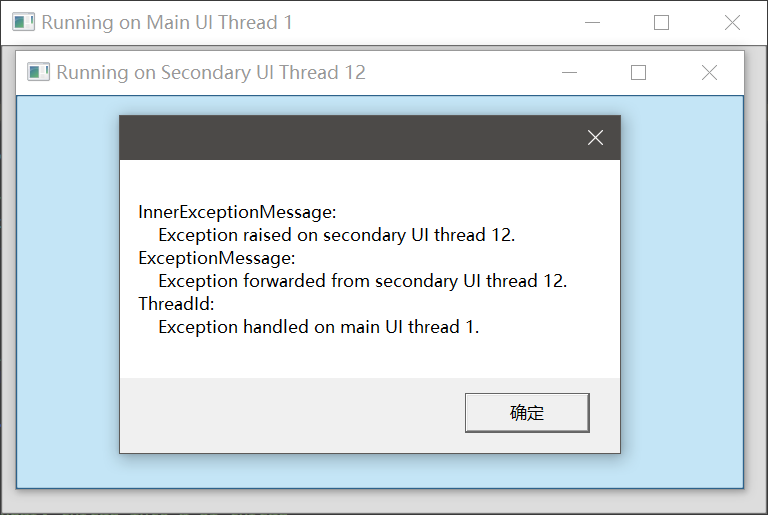 Running on Main UI Thread 1
Running on Secondary UI Thread 12
InnerExceptionMessage:
Exception raised on secondary UI thread 12.
ExceptionMessage:
Exception forwarded from secondary UI thread 12.
ThreadId:
Exception handled on main UI thread 1.
确定